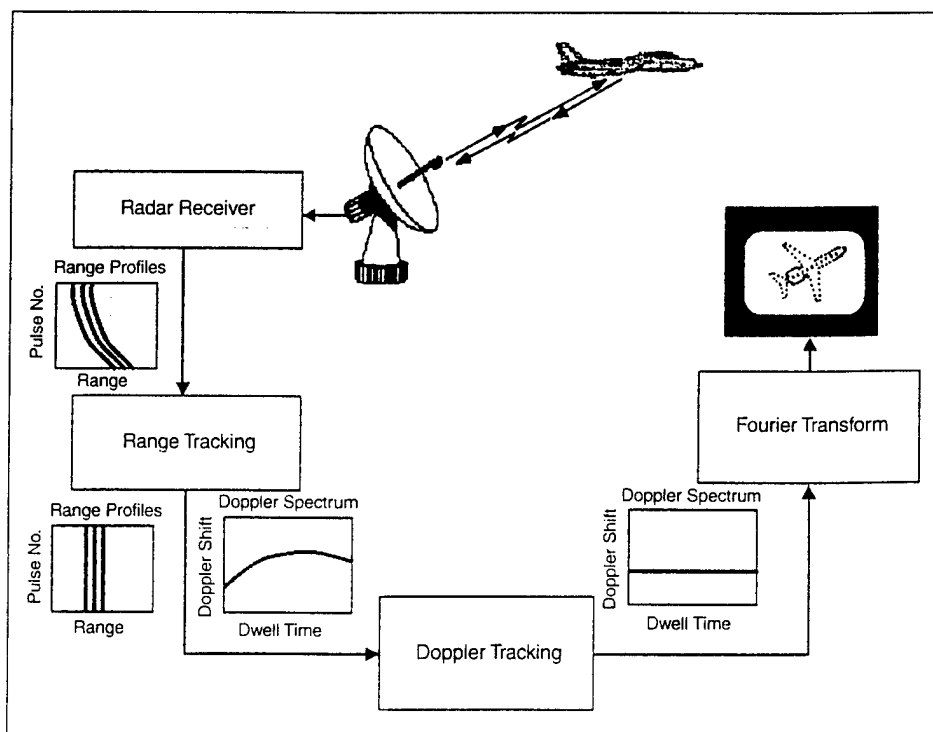 Radar Receiver
Range Profiles
Pulse No.
Range
Range Tracking
Range Profiles
Pulse No.
Range
Doppler Spectrum
Doppler Shift
Dwell Time
Doppler Tracking
Doppler Spectrum
Doppler Shift
Dwell Time
Fourier Transform